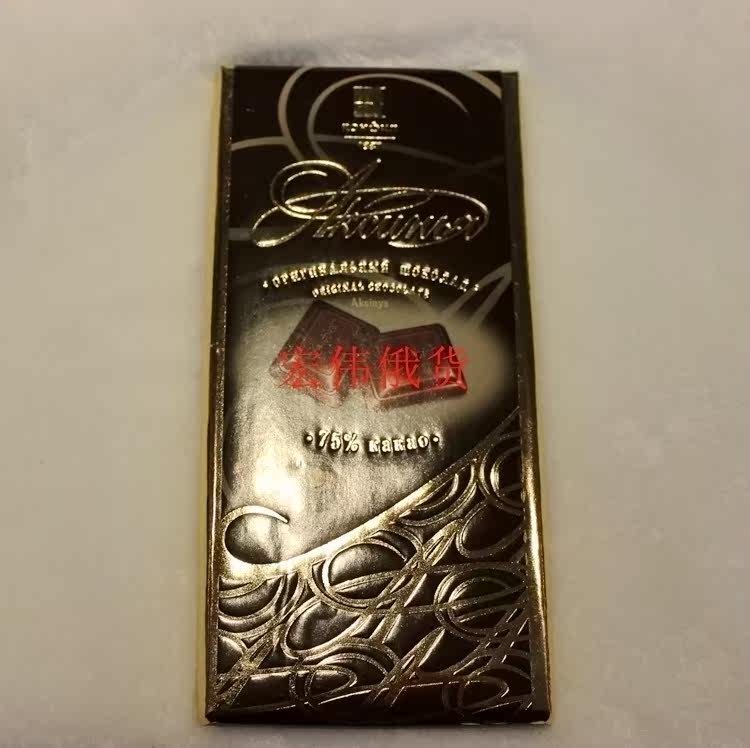 Аксинья
• ОРИГИНАЛЬНЫЙ ШОКОЛАД •
ORIGINAL CHOCOLATE
Aksinya
宏伟俄货
• 75% какао •